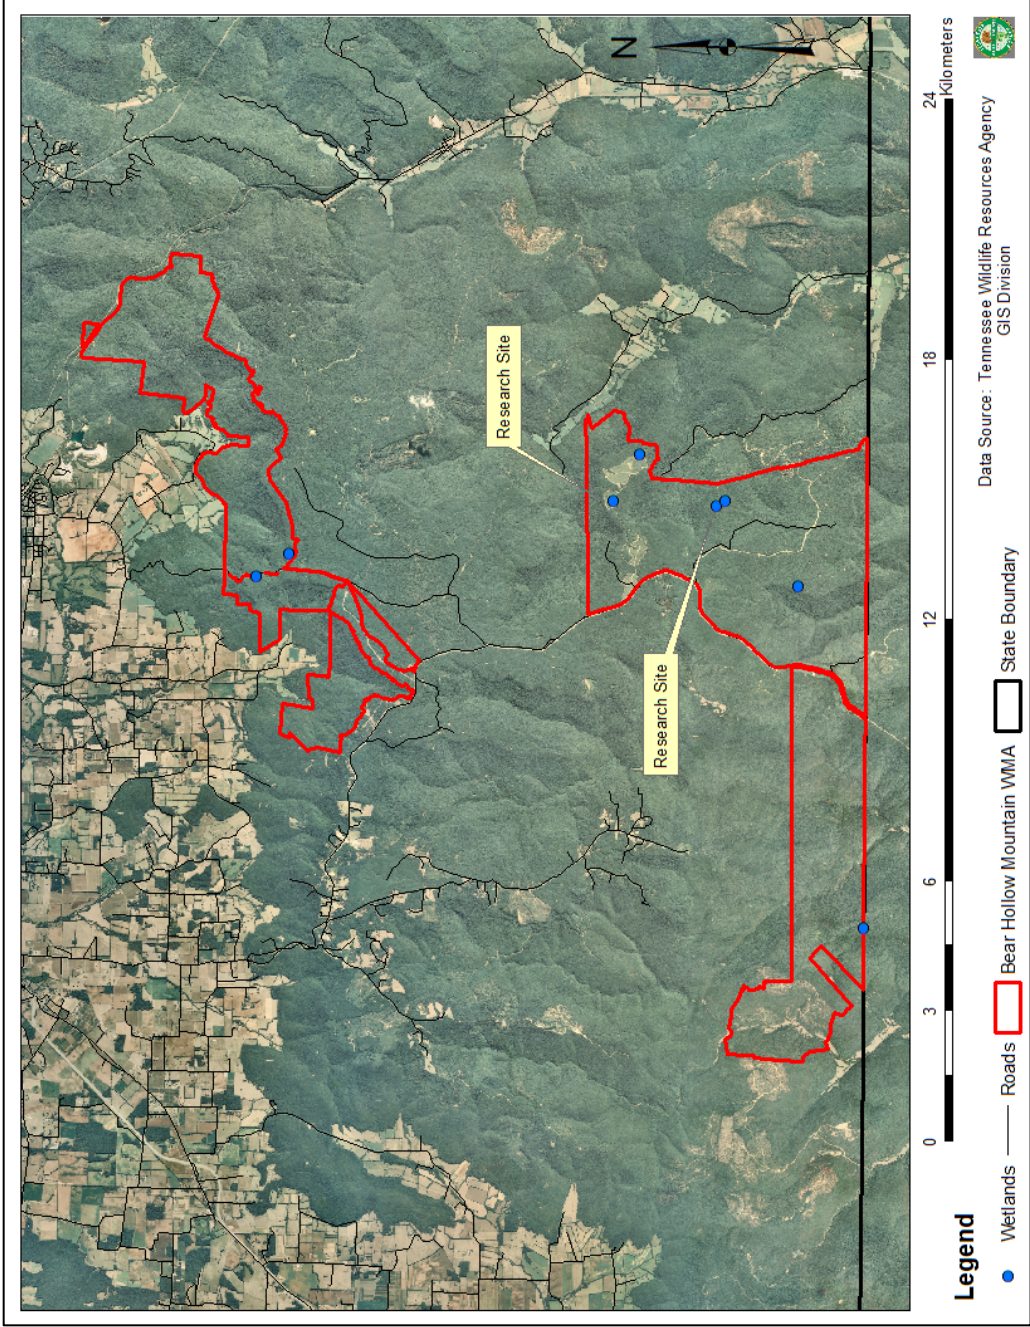 N
Research Site
Research Site
Legend
0 3 6 12 18 24
Kilometers
Wetlands Roads Bear Hollow Mountain WMA State Boundary
Data Source: Tennessee Wildlife Resources Agency
GIS Division